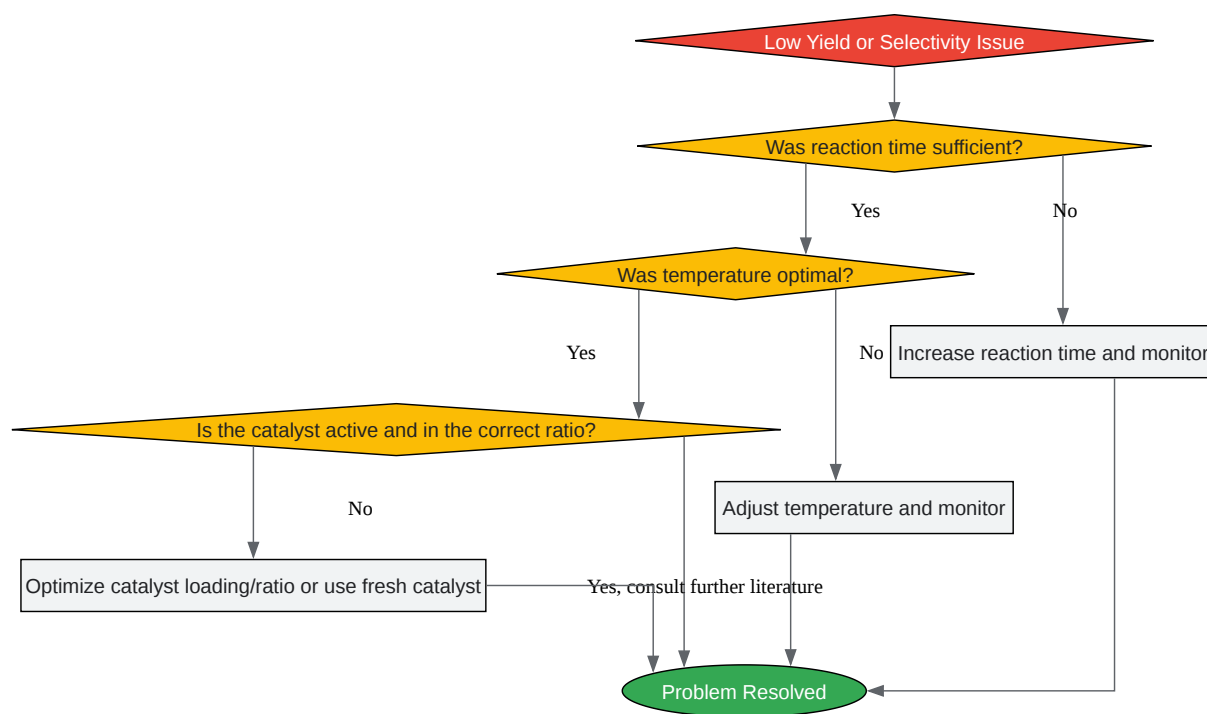 Low Yield or Selectivity Issue
Was reaction time sufficient?
Yes
No
Was temperature optimal?
Yes
No
Increase reaction time and monitor
Is the catalyst active and in the correct ratio?
No
Adjust temperature and monitor
Optimize catalyst loading/ratio or use fresh catalyst
Yes, consult further literature
Problem Resolved